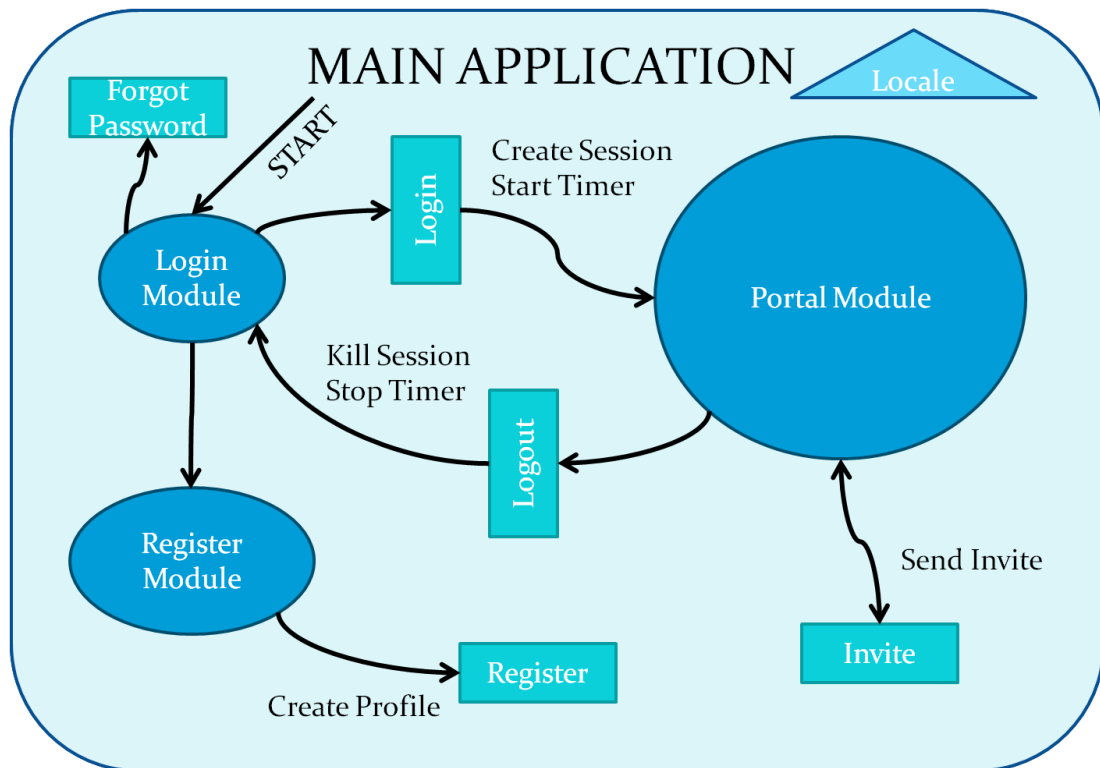 MAIN APPLICATION
Locale
Forgot
Password
START
Login
Create Session
Start Timer
Login
Module
Portal Module
Kill Session
Stop Timer
Logout
Register
Module
Send Invite
Invite
Register
Create Profile